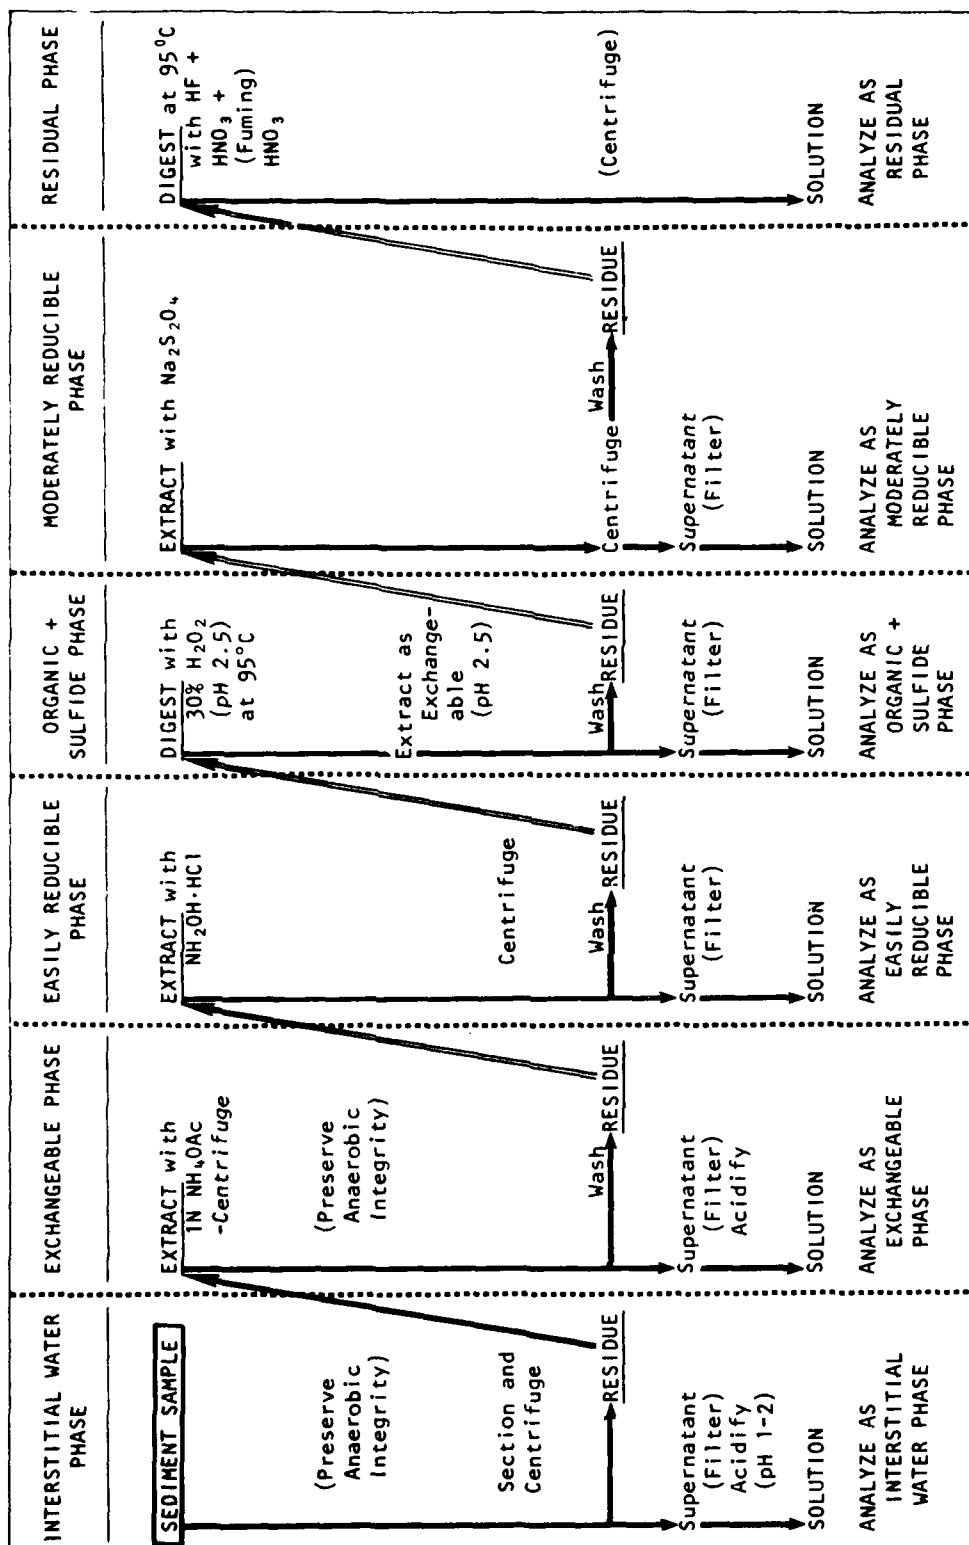 INTERSTITIAL WATER
PHASE
SEDIMENT SAMPLE
(Preserve
Anaerobic
Integrity)
Section and
Centrifuge
RESIDUE
Supernatant
(Filter)
Acidify
(pH 1-2)
SOLUTION
ANALYZE AS
INTERSTITIAL
WATER PHASE
EXCHANGEABLE PHASE
EXTRACT with
1N NH₄OAc
-Centrifuge
(Preserve
Anaerobic
Integrity)
Wash
RESIDUE
Supernatant
(Filter)
Acidify
SOLUTION
ANALYZE AS
EXCHANGEABLE
PHASE
EASILY REDUCIBLE
PHASE
EXTRACT with
NH₂OH·HCl
Centrifuge
Wash
RESIDUE
Supernatant
(Filter)
SOLUTION
ANALYZE AS
EASILY
REDUCIBLE
PHASE
ORGANIC +
SULFIDE PHASE
DIGEST with
30% H₂O₂
(pH 2.5)
at 95°C
Extract as
Exchange-
able
(pH 2.5)
Wash
RESIDUE
Supernatant
(Filter)
SOLUTION
ANALYZE AS
ORGANIC +
SULFIDE
PHASE
MODERATELY REDUCIBLE
PHASE
EXTRACT with Na₂S₂O₄
Centrifuge
Wash
RESIDUE
Supernatant
(Filter)
SOLUTION
ANALYZE AS
MODERATELY
REDUCIBLE
PHASE
RESIDUAL PHASE
DIGEST at 95°C
with HF +
HNO₃ +
(Fuming)
HNO₃
(Centrifuge)
SOLUTION
ANALYZE AS
RESIDUAL
PHASE